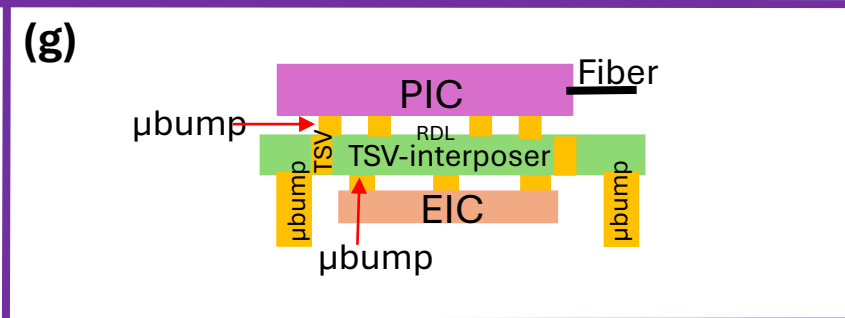 (g)
PIC
Fiber
µbump
RDL
TSV
TSV-interposer
µbump
µbump
EIC
µbump